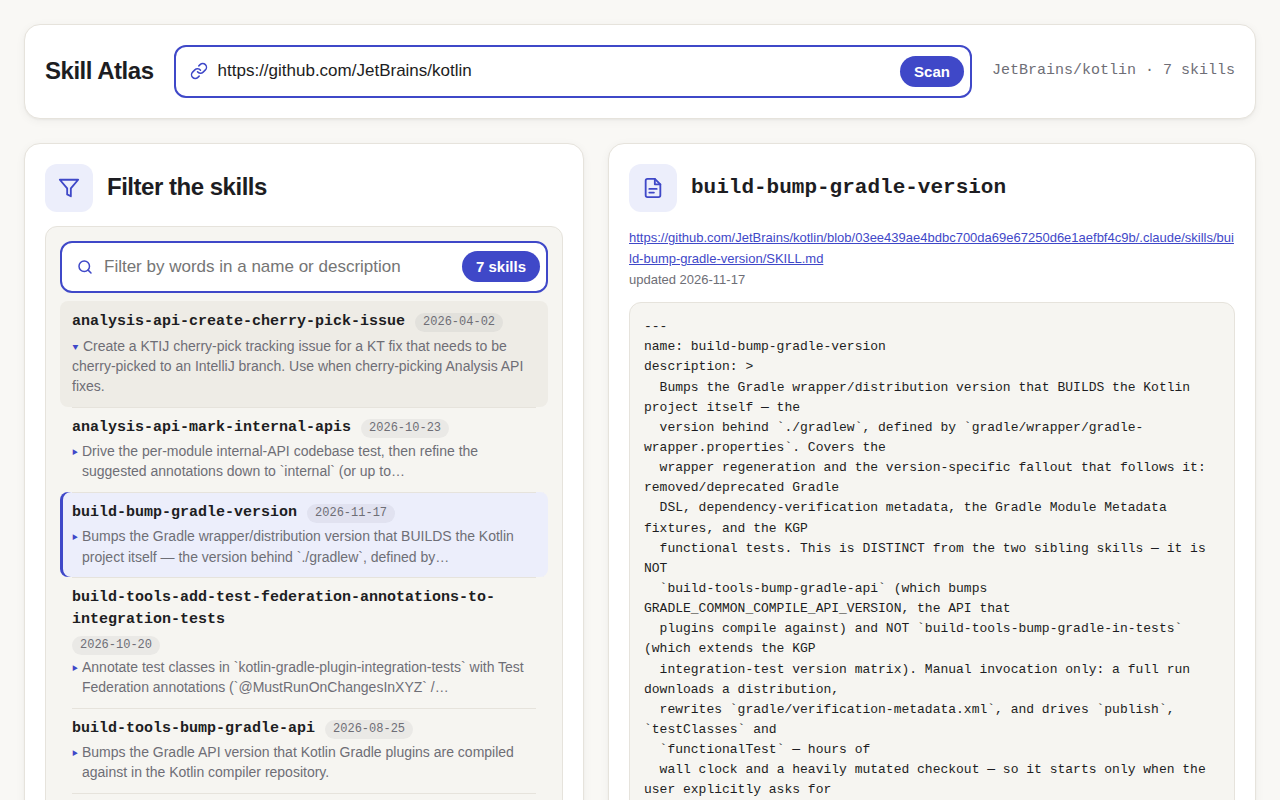 Skill Atlas
https://github.com/JetBrains/kotlin
Scan
JetBrains/kotlin · 7 skills
Filter the skills
Filter by words in a name or description
7 skills
analysis-api-create-cherry-pick-issue 2026-04-02
Create a KTIJ cherry-pick tracking issue for a KT fix that needs to be
cherry-picked to an IntelliJ branch. Use when cherry-picking Analysis API
fixes.
analysis-api-mark-internal-apis 2026-10-23
Drive the per-module internal-API codebase test, then refine the
suggested annotations down to `internal` (or up to…
build-bump-gradle-version 2026-11-17
Bumps the Gradle wrapper/distribution version that BUILDS the Kotlin
project itself — the version behind `./gradlew`, defined by…
build-tools-add-test-federation-annotations-to-
integration-tests
2026-10-20
Annotate test classes in `kotlin-gradle-plugin-integration-tests` with Test
Federation annotations (`@MustRunOnChangesInXYZ` /…
build-tools-bump-gradle-api 2026-08-25
Bumps the Gradle API version that Kotlin Gradle plugins are compiled
against in the Kotlin compiler repository.
build-bump-gradle-version
https://github.com/JetBrains/kotlin/blob/03ee439ae4bdbc700da69e67250d6e1aefbf4c9b/.claude/skills/bui
ld-bump-gradle-version/SKILL.md
updated 2026-11-17
---
name: build-bump-gradle-version
description: >
Bumps the Gradle wrapper/distribution version that BUILDS the Kotlin
project itself — the
version behind `./gradlew`, defined by `gradle/wrapper/gradle-
wrapper.properties`. Covers the
wrapper regeneration and the version-specific fallout that follows it:
removed/deprecated Gradle
DSL, dependency-verification metadata, the Gradle Module Metadata
fixtures, and the KGP
functional tests. This is DISTINCT from the two sibling skills — it is
NOT
`build-tools-bump-gradle-api` (which bumps
GRADLE_COMMON_COMPILE_API_VERSION, the API that
plugins compile against) and NOT `build-tools-bump-gradle-in-tests`
(which extends the KGP
integration-test version matrix). Manual invocation only: a full run
downloads a distribution,
rewrites `gradle/verification-metadata.xml`, and drives `publish`,
`testClasses` and
`functionalTest` — hours of
wall clock and a heavily mutated checkout — so it starts only when the
user explicitly asks for